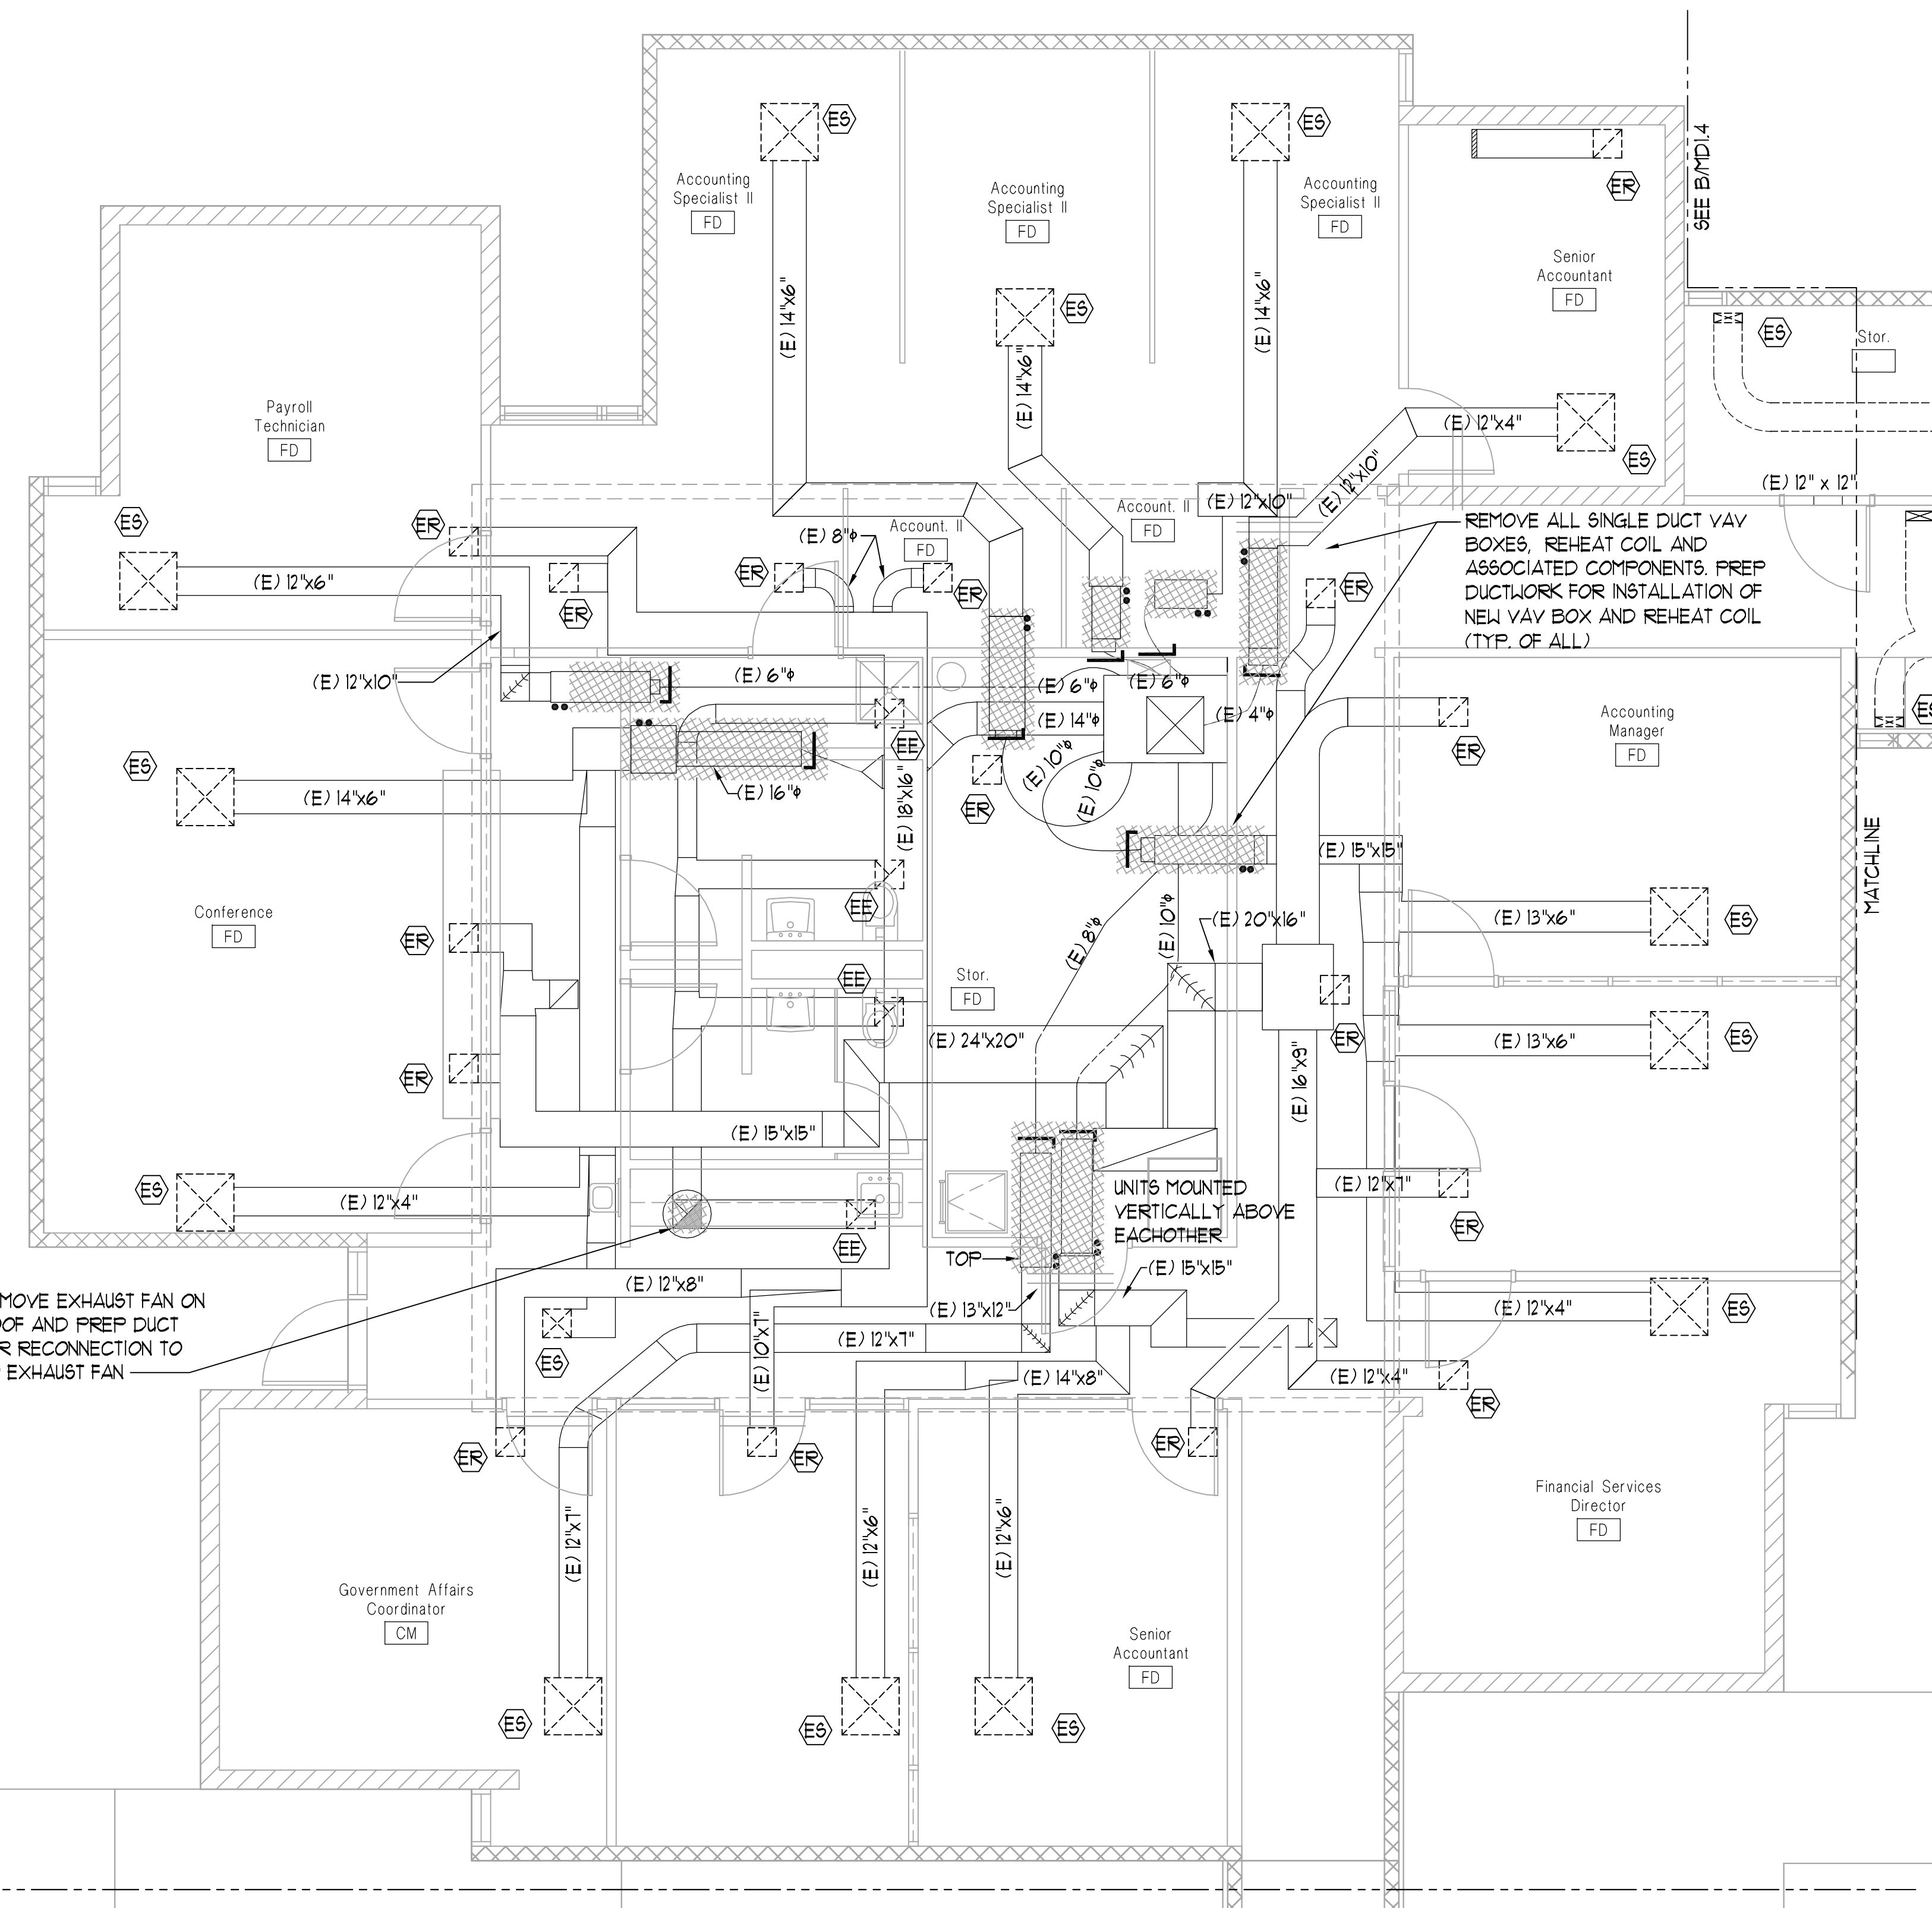 SEE B/MD1.4
ES
ES
Accounting
Specialist II
FD
Accounting
Specialist II
FD
Accounting
Specialist II
FD
ER
Senior
Accountant
FD
(E) 14"x6"
(E) 14"x6"
(E) 14"x6"
ES
ES
Stor.
Payroll
Technician
FD
(E) 12"x4"
ES
(E) 12"x10"
(E) 12" x 12"
ES
ER
(E) 12"x10"
Account. II
FD
Account. II
FD
(E) 8"ϕ
REMOVE ALL SINGLE DUCT VAV
BOXES, REHEAT COIL AND
ASSOCIATED COMPONENTS. PREP
DUCTWORK FOR INSTALLATION OF
NEW VAV BOX AND REHEAT COIL
(TYP. OF ALL)
(E) 12"x6"
ER
ER
ER
ER
(E) 12"x10"
(E) 6"ϕ
(E) 6"ϕ
(E) 6"ϕ
(E) 14"ϕ
(E) 4"ϕ
Accounting
Manager
FD
ES
EE
ER
ES
(E) 14"x6"
(E) 16"ϕ
(E) 18"x16"
ER
(E) 10"ϕ
(E) 10"ϕ
(E) 15"x15"
MATCHLINE
Conference
FD
EE
ER
(E) 8"ϕ
(E) 10"ϕ
(E) 20"x16"
(E) 13"x6"
ES
EE
Stor.
FD
(E) 24"x20"
ER
(E) 13"x6"
ES
ER
(E) 16"x9"
(E) 15"x15"
ES
(E) 12"x4"
UNITS MOUNTED
VERTICALLY ABOVE
EACHOTHER
(E) 12"x7"
ER
EE
TOP
(E) 15"x15"
MOVE EXHAUST FAN ON
OOF AND PREP DUCT
R RECONNECTION TO
EXHAUST FAN
(E) 12"x8"
(E) 13"x12"
(E) 12"x4"
ES
ES
(E) 10"x7"
(E) 12"x7"
(E) 14"x8"
(E) 12"x4"
ER
ER
ER
ER
Financial Services
Director
FD
(E) 12"x7"
(E) 12"x6"
(E) 12"x6"
Government Affairs
Coordinator
CM
Senior
Accountant
FD
ES
ES
ES